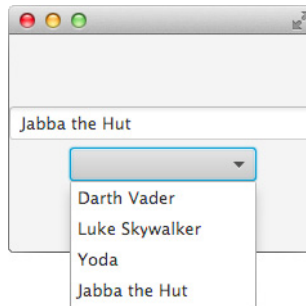 Jabba the Hut
Darth Vader
Luke Skywalker
Yoda
Jabba the Hut